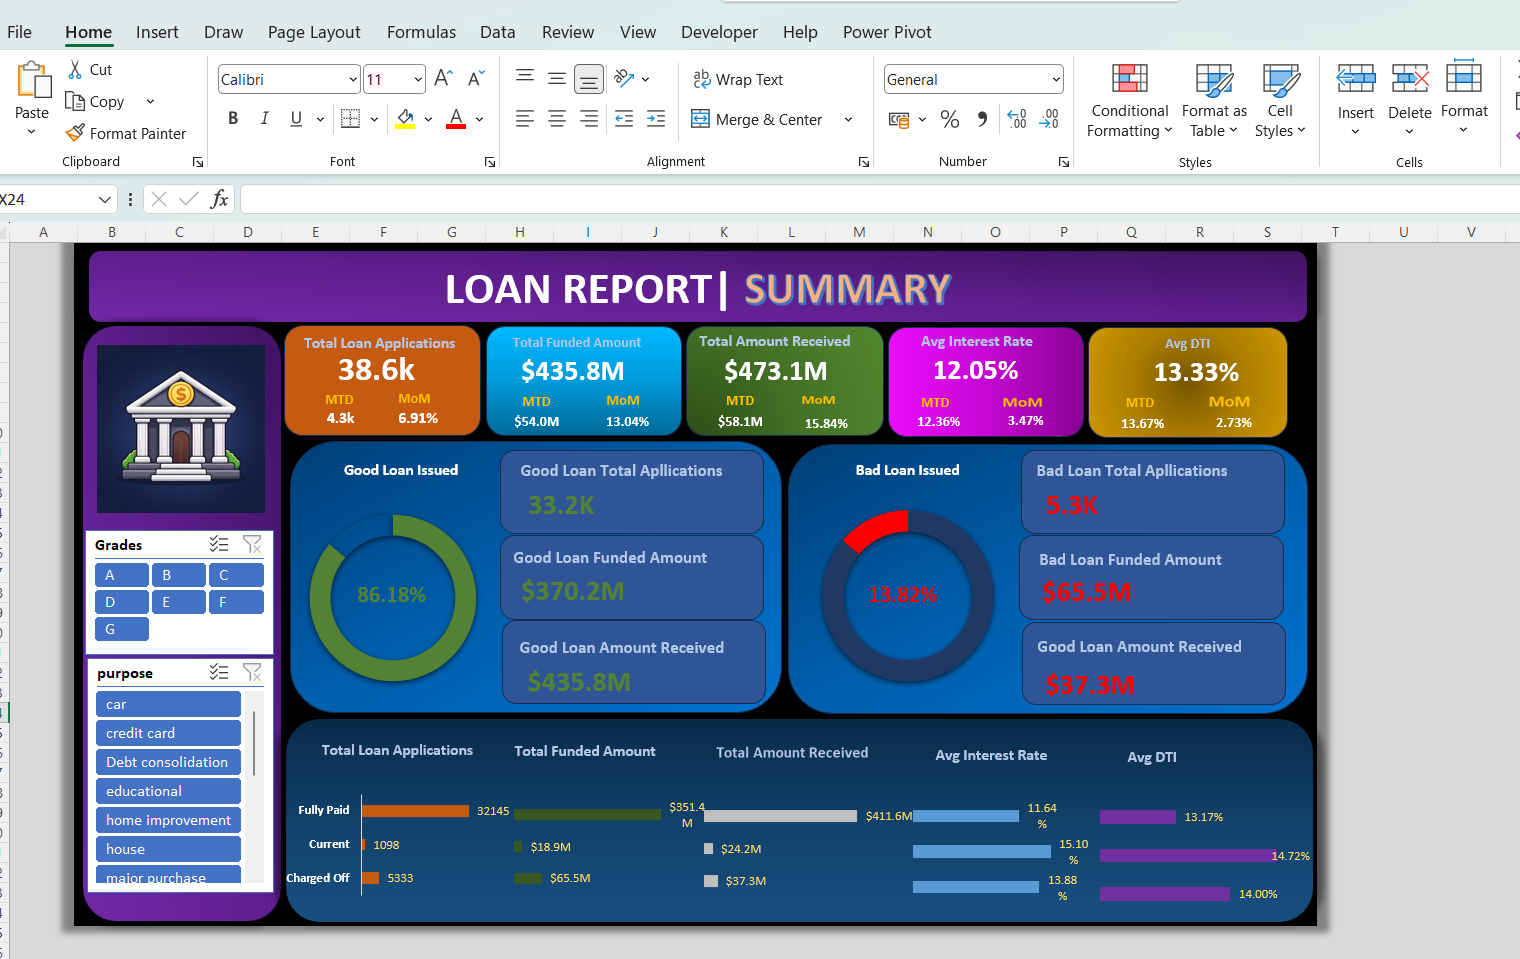 File Home Insert Draw Page Layout Formulas Data Review View Developer Help Power Pivot
Paste
Cut
Copy
Format Painter
Clipboard
Calibri 11
B I U
Font
Wrap Text
Merge & Center
Alignment
General
Number
Conditional Formatting
Format as Table
Cell Styles
Styles
Insert Delete Format
Cells
X24
fx
A B C D E F G H I J K L M N O P Q R S T U V
LOAN REPORT| SUMMARY
Total Loan Applications
38.6k
MTD MoM
4.3k 6.91%
Total Funded Amount
$435.8M
MTD MoM
$54.0M 13.04%
Total Amount Received
$473.1M
MTD MoM
$58.1M 15.84%
Avg Interest Rate
12.05%
MTD MoM
12.36% 3.47%
Avg DTI
13.33%
MTD MoM
13.67% 2.73%
Grades
A B C
D E F
G
purpose
car
credit card
Debt consolidation
educational
home improvement
house
major purchase
Good Loan Issued
86.18%
Good Loan Total Apllications
33.2K
Good Loan Funded Amount
$370.2M
Good Loan Amount Received
$435.8M
Bad Loan Issued
13.82%
Bad Loan Total Apllications
5.3K
Bad Loan Funded Amount
$65.5M
Good Loan Amount Received
$37.3M
Total Loan Applications Total Funded Amount Total Amount Received Avg Interest Rate Avg DTI
Fully Paid 32145 $351.4M $411.6M 11.64% 13.17%
Current 1098 $18.9M $24.2M 15.10% 14.72%
Charged Off 5333 $65.5M $37.3M 13.88% 14.00%